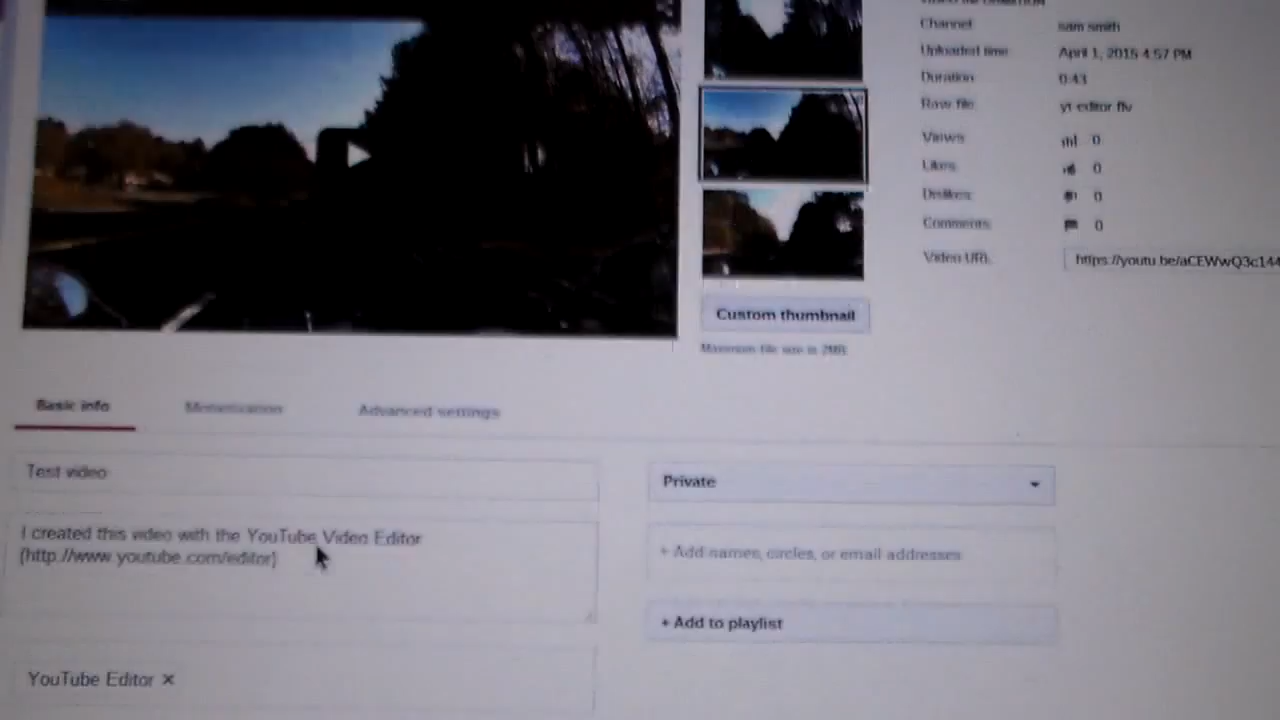 Channel: sam smith
Uploaded time: April 1, 2015 4:57 PM
Duration: 0:43
Raw file: yt-editor.flv
Views: 0
Likes: 0
Dislikes: 0
Comments: 0
Video URL: https://youtu.be/aCEWwQ3c144
Custom thumbnail
Maximum file size is 2MB.
Basic info Monetisation Advanced settings
Test video
Private
I created this video with the YouTube Video Editor
(http://www.youtube.com/editor)
+ Add names, circles, or email addresses
+ Add to playlist
YouTube Editor ×